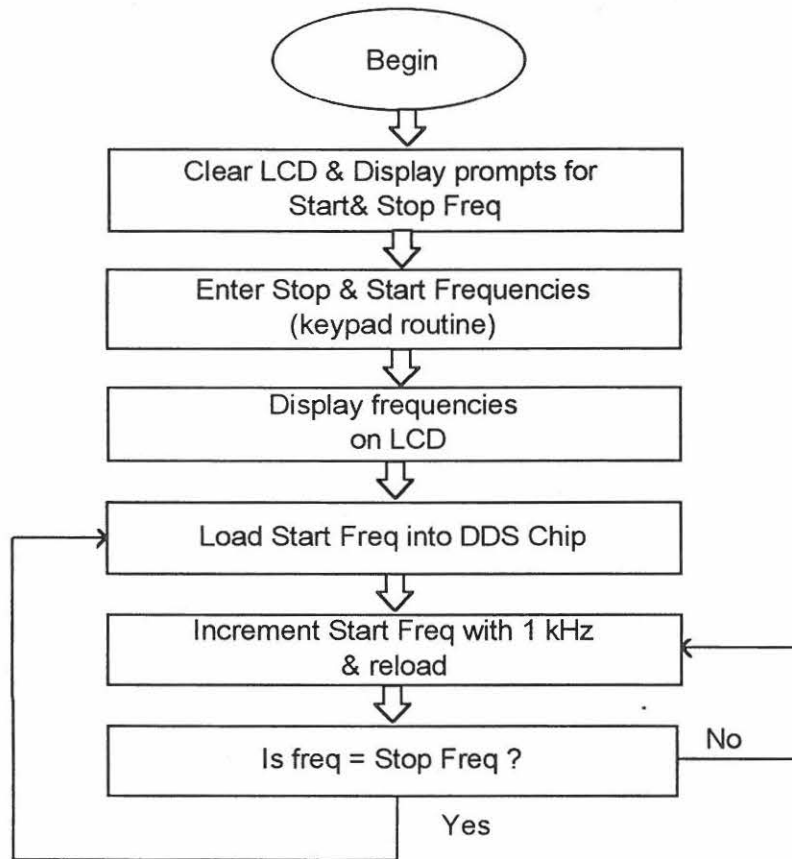 Begin
Clear LCD & Display prompts for
Start& Stop Freq
Enter Stop & Start Frequencies
(keypad routine)
Display frequencies
on LCD
Load Start Freq into DDS Chip
Increment Start Freq with 1 kHz
& reload
Is freq = Stop Freq ?
No
Yes